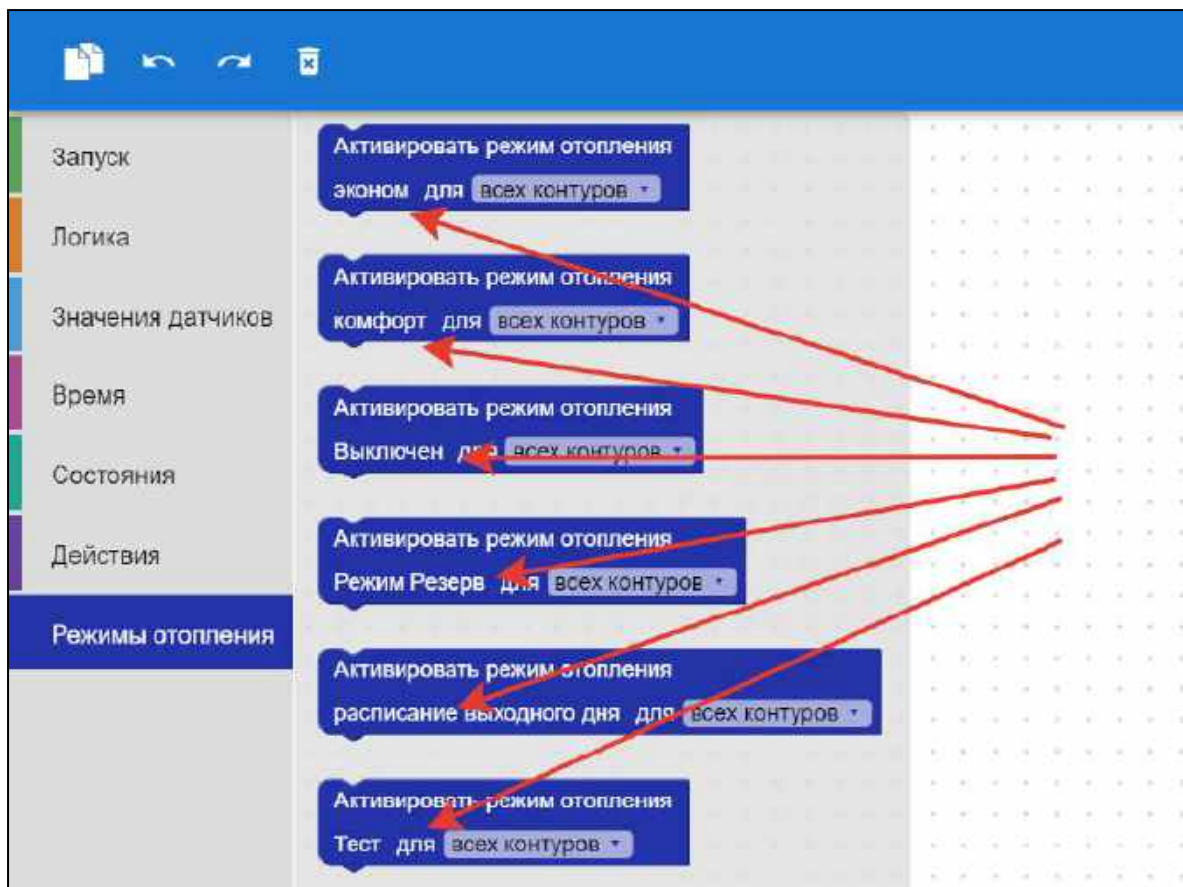 Запуск
Логика
Значения датчиков
Время
Состояния
Действия
Режимы отопления
Активировать режим отопления
эконом для всех контуров
Активировать режим отопления
комфорт для всех контуров
Активировать режим отопления
Выключен для всех контуров
Активировать режим отопления
Режим Резерв для всех контуров
Активировать режим отопления
расписание выходного дня для всех контуров
Активировать режим отопления
Тест для всех контуров